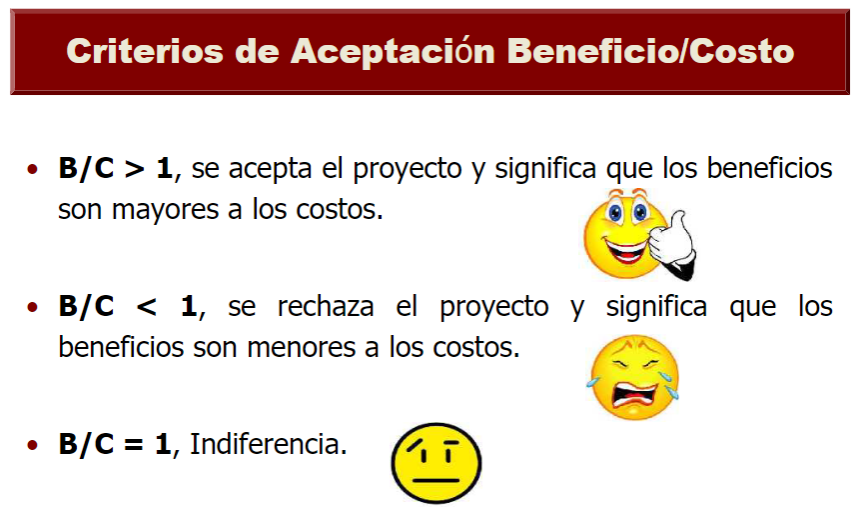 Criterios de Aceptación Beneficio/Costo
• B/C > 1, se acepta el proyecto y significa que los beneficios
son mayores a los costos.
• B/C < 1, se rechaza el proyecto y significa que los
beneficios son menores a los costos.
• B/C = 1, Indiferencia.